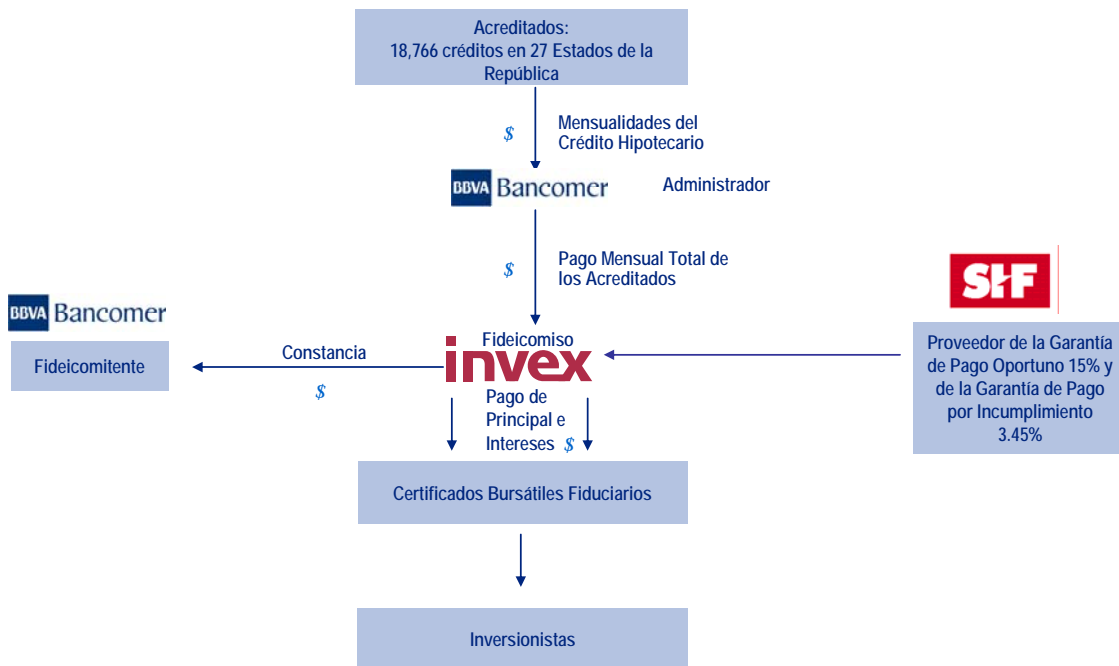 Acreditados:
18,766 créditos en 27 Estados de la
República
$
Mensualidades del
Crédito Hipotecario
BBVA Bancomer
Administrador
$
Pago Mensual Total de
los Acreditados
SHF
Proveedor de la Garantía
de Pago Oportuno 15% y
de la Garantía de Pago
por Incumplimiento
3.45%
BBVA Bancomer
Fideicomitente
Constancia
$
Fideicomiso
invex
Pago de
Principal e
Intereses $
Certificados Bursátiles Fiduciarios
Inversionistas